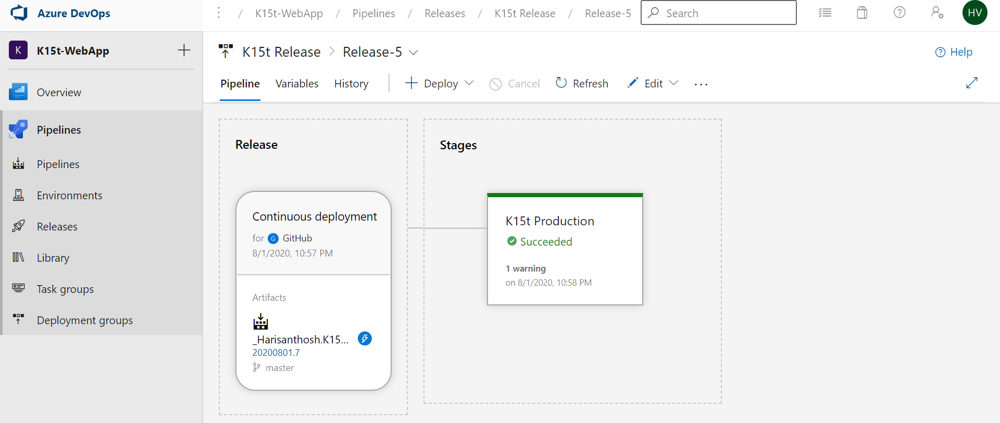 Azure DevOps
/ K15t-WebApp / Pipelines / Releases / K15t Release / Release-5
Search
HV
K K15t-WebApp
Overview
Pipelines
Pipelines
Environments
Releases
Library
Task groups
Deployment groups
K15t Release > Release-5
Help
Pipeline Variables History Deploy Cancel Refresh Edit ...
Release
Continuous deployment
for G GitHub
8/1/2020, 10:57 PM
Artifacts
_Harisanthosh.K15...
20200801.7
master
Stages
K15t Production
Succeeded
1 warning
on 8/1/2020, 10:58 PM